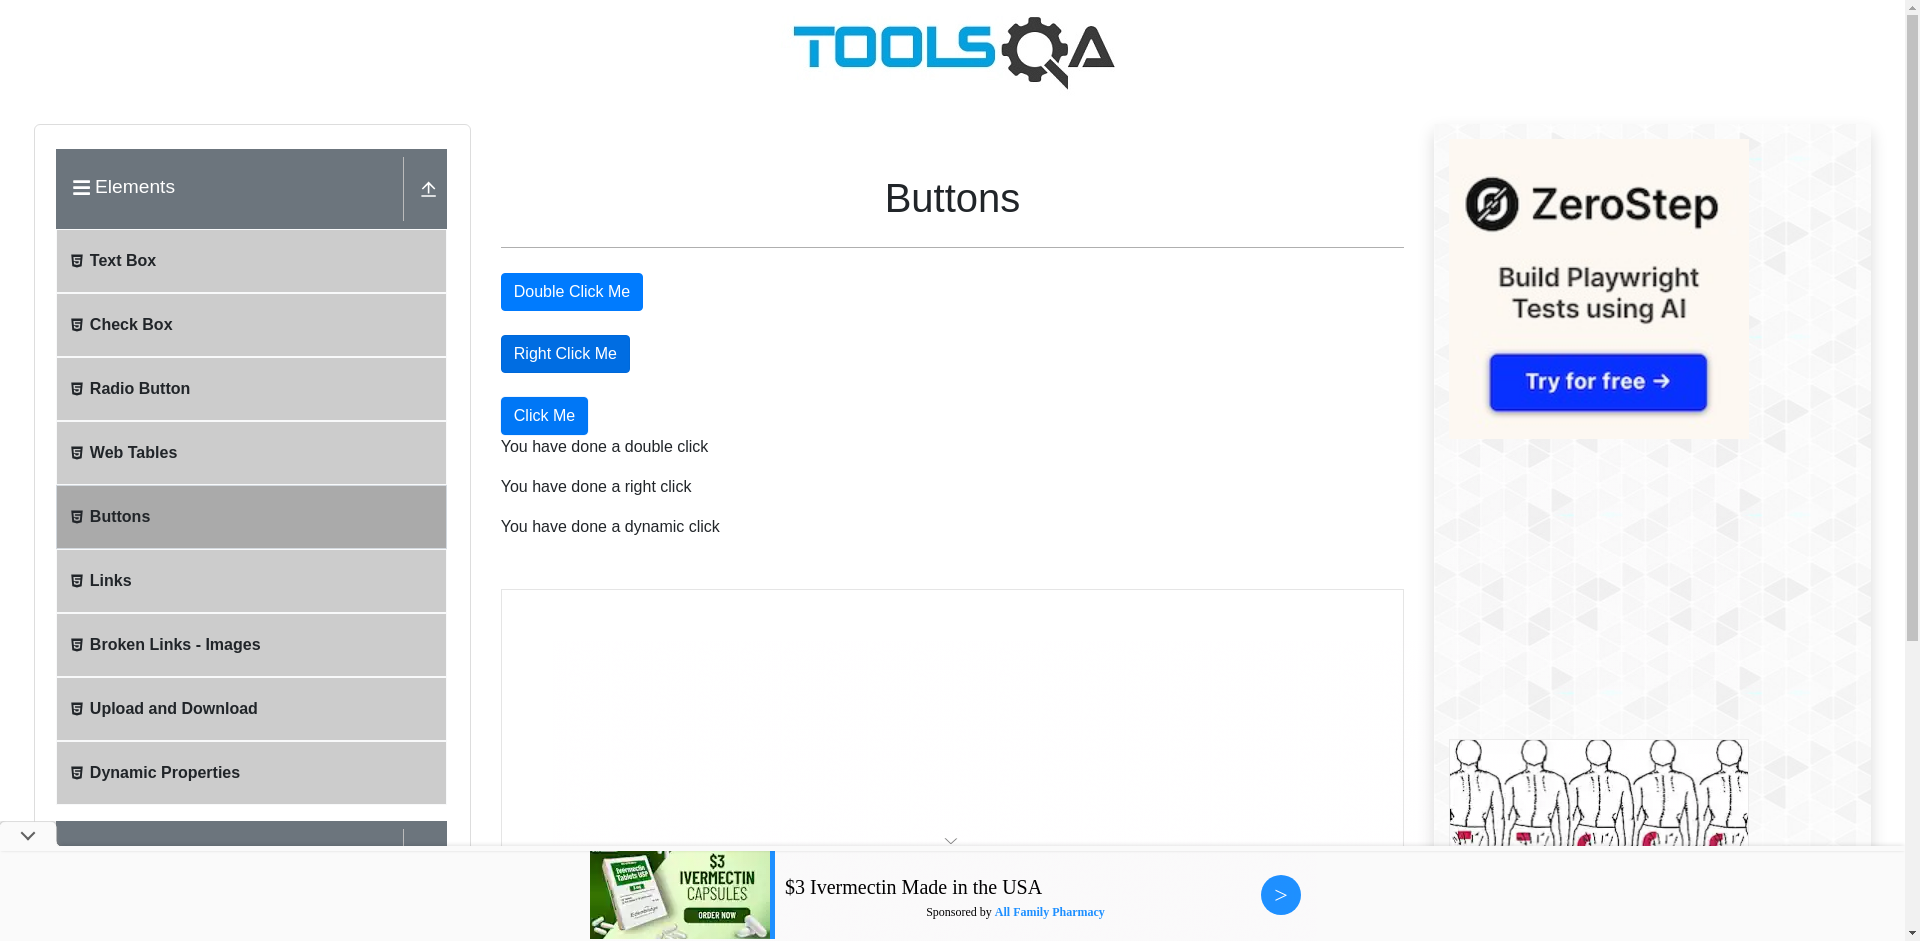 TOOLSQA
Elements
Text Box
Check Box
Radio Button
Web Tables
Buttons
Links
Broken Links - Images
Upload and Download
Dynamic Properties
Buttons
Double Click Me
Right Click Me
Click Me
You have done a double click
You have done a right click
You have done a dynamic click
ZeroStep
Build Playwright
Tests using AI
Try for free →
$3
IVERMECTIN
CAPSULES
ORDER NOW
Ivermectin
Tablets USP
$3 Ivermectin Made in the USA
Sponsored by All Family Pharmacy
>